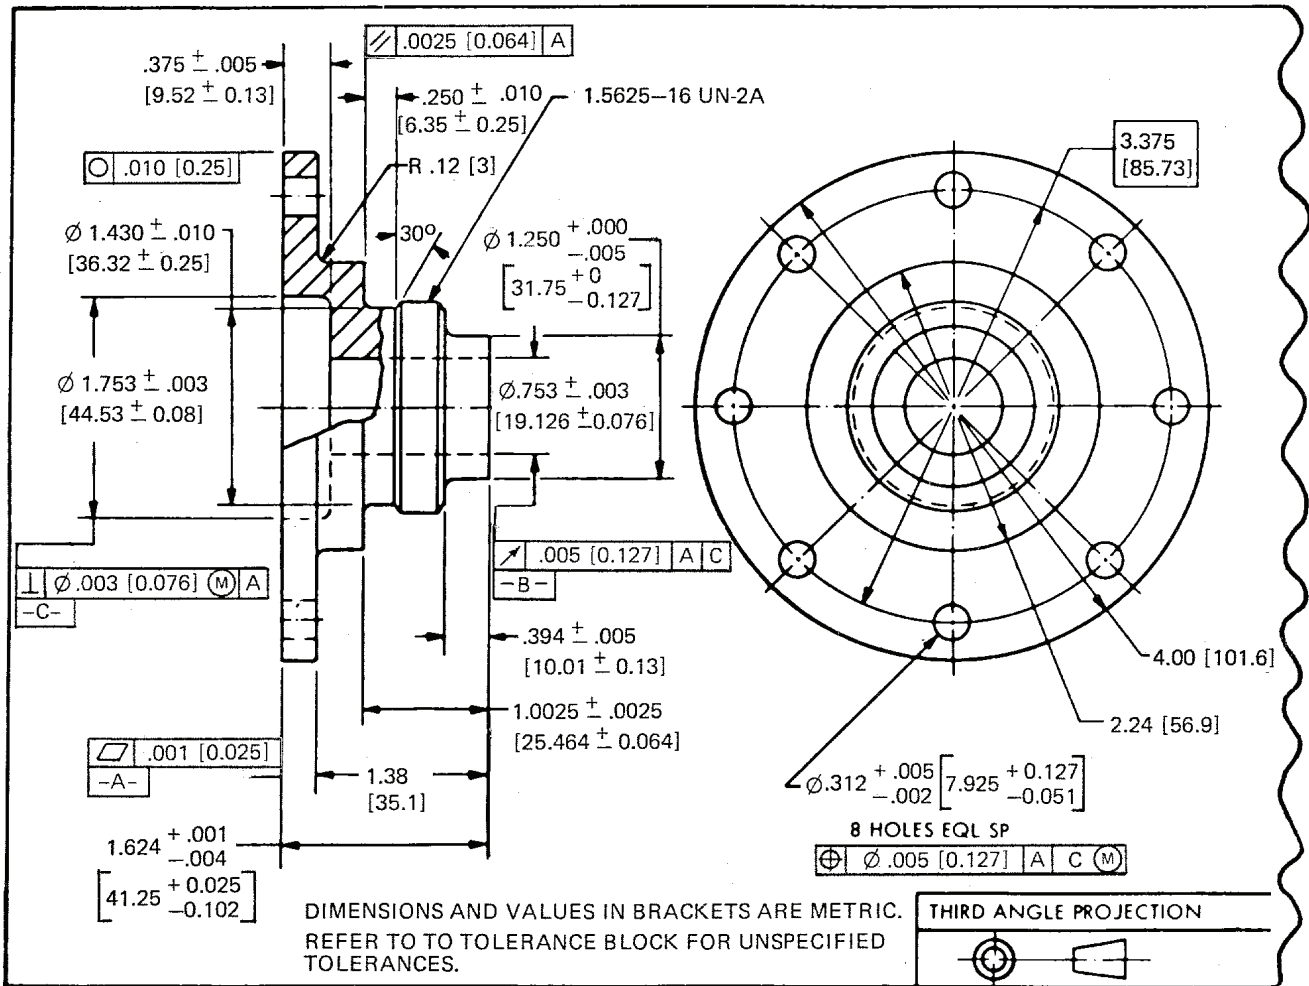 // .0025 [0.064] A
.375 ± .005
[9.52 ± 0.13]
.250 ± .010
[6.35 ± 0.25]
1.5625–16 UN-2A
3.375
[85.73]
○ .010 [0.25]
R .12 [3]
Ø 1.430 ± .010
[36.32 ± 0.25]
30°
Ø 1.250 + .000
–.005
[31.75 +0
–0.127]
Ø 1.753 ± .003
[44.53 ± 0.08]
Ø.753 ± .003
[19.126 ±0.076]
⊥ Ø.003 [0.076] Ⓜ A
–C–
↗ .005 [0.127] A C
–B–
.394 ± .005
[10.01 ± 0.13]
4.00 [101.6]
1.0025 ± .0025
[25.464 ± 0.064]
2.24 [56.9]
⏥ .001 [0.025]
–A–
1.38
[35.1]
Ø.312 + .005
–.002
[7.925 + 0.127
–0.051]
8 HOLES EQL SP
⌖ Ø .005 [0.127] A C Ⓜ
1.624 + .001
–.004
[41.25 + 0.025
–0.102]
DIMENSIONS AND VALUES IN BRACKETS ARE METRIC.
REFER TO TO TOLERANCE BLOCK FOR UNSPECIFIED
TOLERANCES.
THIRD ANGLE PROJECTION